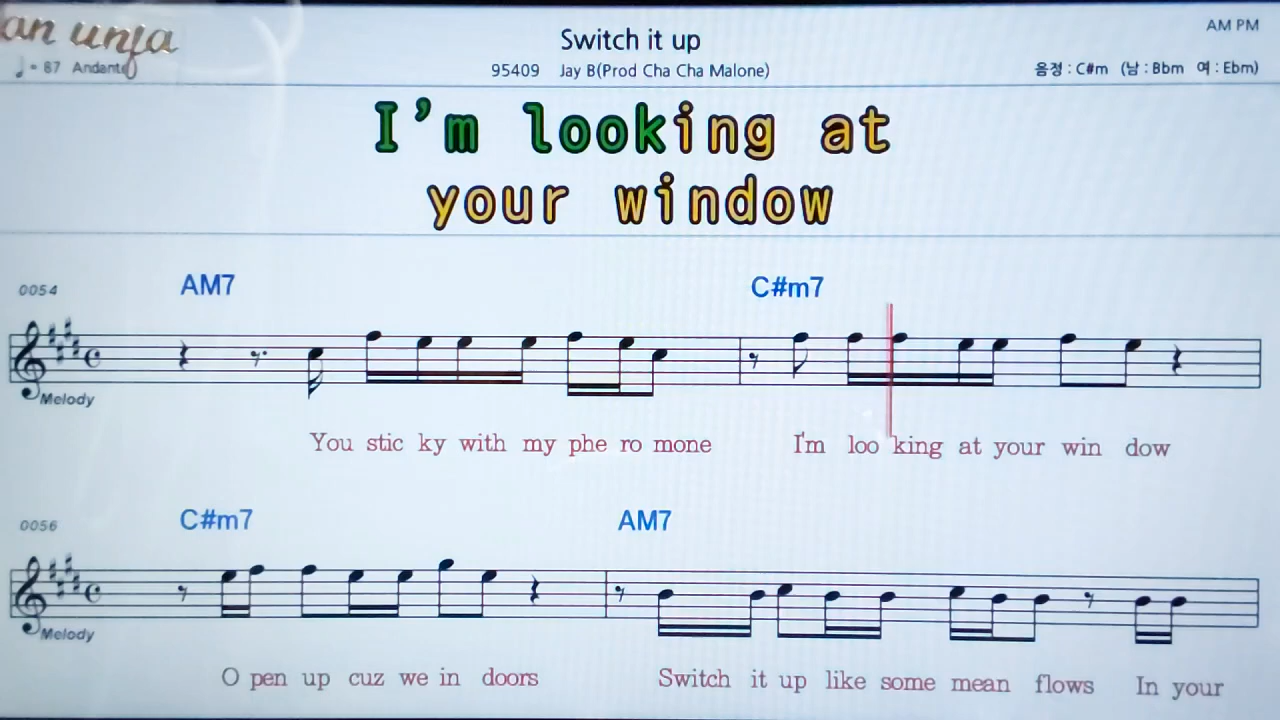 an unja
AM PM
Switch it up
♩ = 87 Andante
95409 Jay B(Prod Cha Cha Malone)
음정 : C#m (남 : Bbm 여 : Ebm)
I'm looking at
your window
0054
AM7 C#m7
Melody
You stic ky with my phe ro mone I'm loo king at your win dow
0056
C#m7 AM7
Melody
O pen up cuz we in doors Switch it up like some mean flows In your